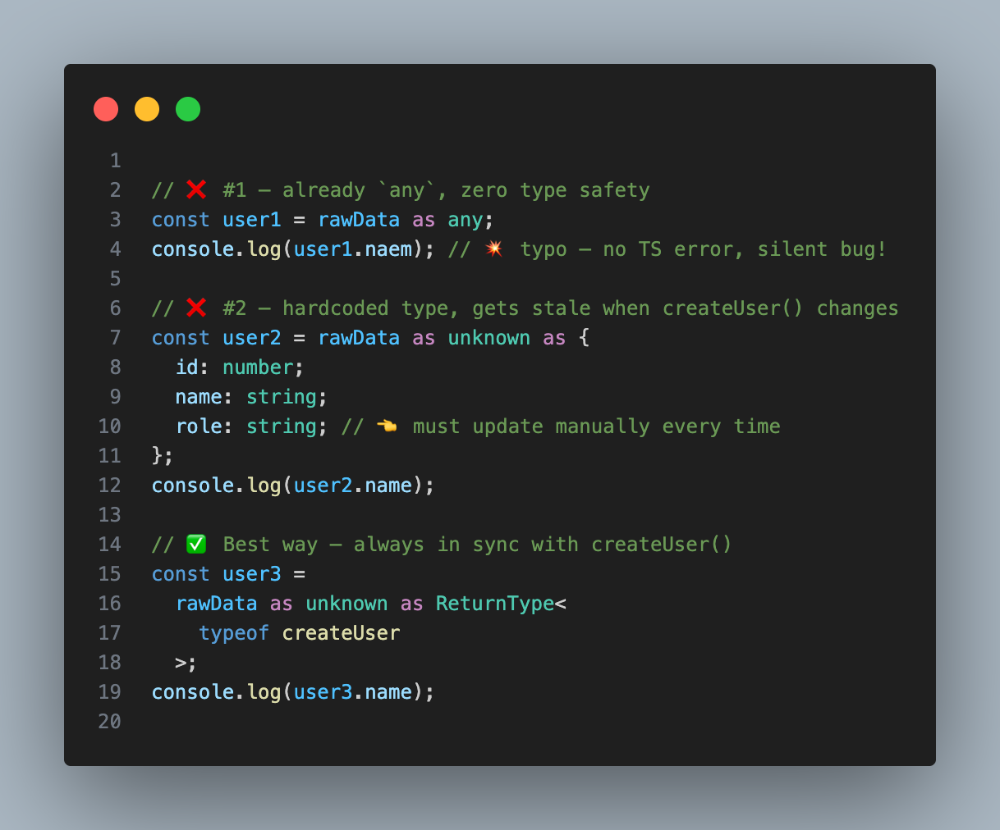 1
2 // ❌ #1 — already `any`, zero type safety
3 const user1 = rawData as any;
4 console.log(user1.naem); // 💥 typo — no TS error, silent bug!
5
6 // ❌ #2 — hardcoded type, gets stale when createUser() changes
7 const user2 = rawData as unknown as {
8   id: number;
9   name: string;
10   role: string; // 👈 must update manually every time
11 };
12 console.log(user2.name);
13
14 // ✅ Best way — always in sync with createUser()
15 const user3 =
16   rawData as unknown as ReturnType<
17     typeof createUser
18   >;
19 console.log(user3.name);
20